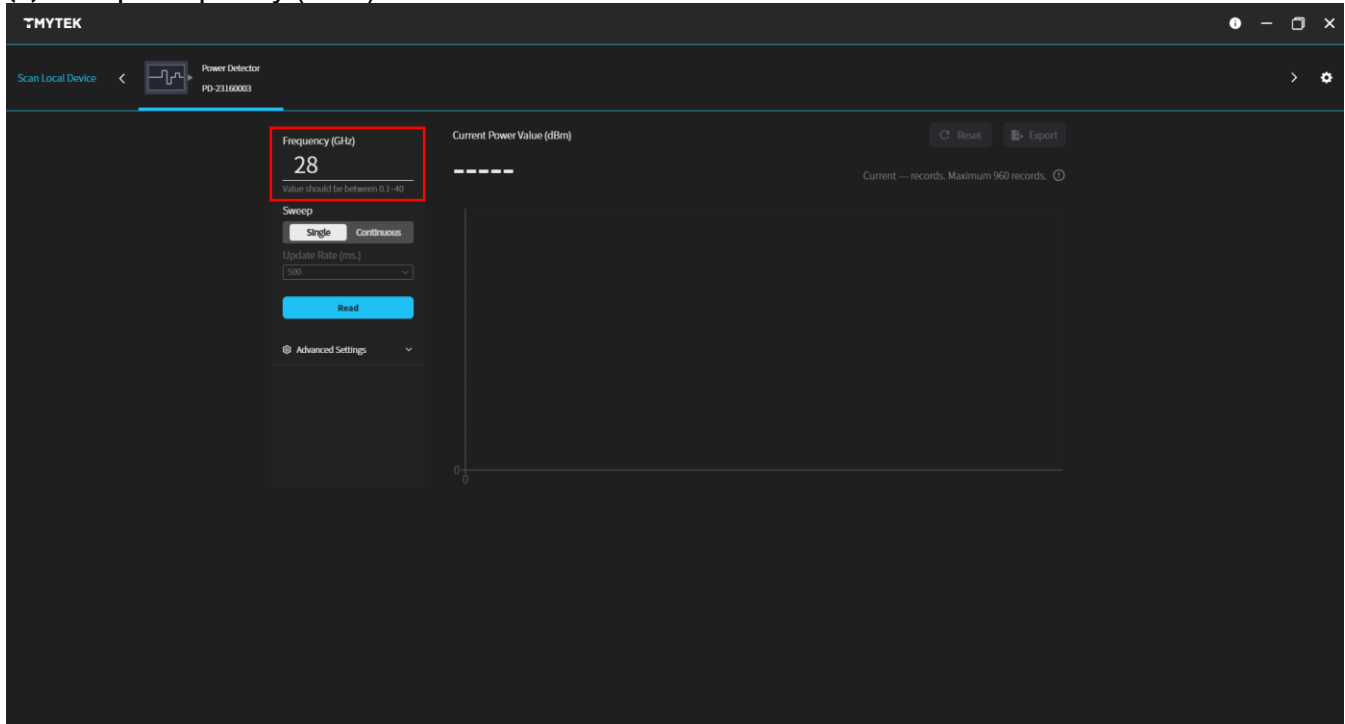 TMYTEK
Scan Local Device
Power Detector
PD-23160003
Frequency (GHz)
28
Value should be between 0.1~40
Sweep
Single Continuous
Update Rate (ms.)
500
Read
Advanced Settings
Current Power Value (dBm)
-----
Reset Export
Current --- records, Maximum 960 records.
0
0